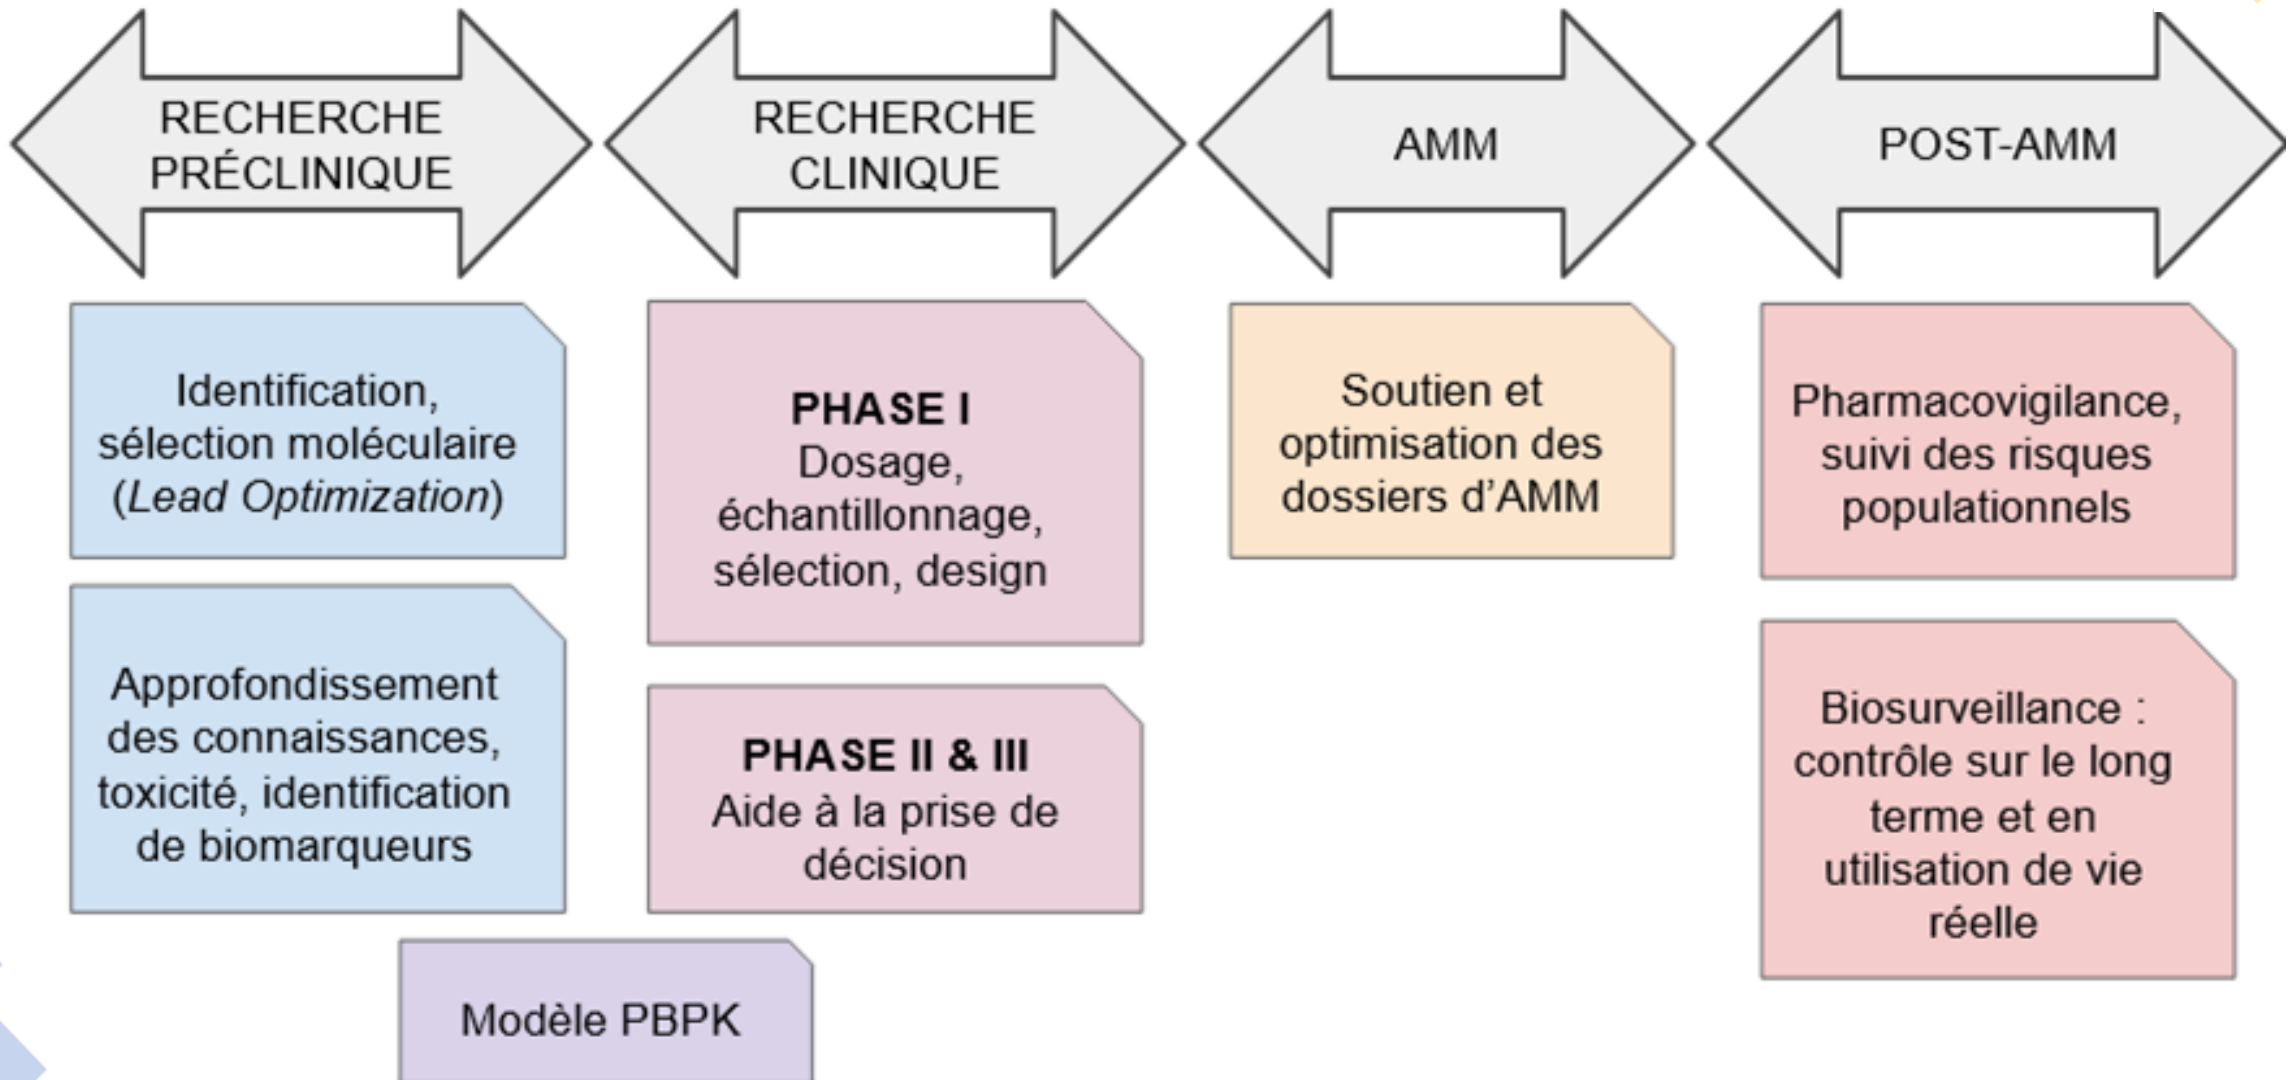 RECHERCHE
PRÉCLINIQUE
RECHERCHE
CLINIQUE
AMM
POST-AMM
Identification,
sélection moléculaire
(Lead Optimization)
Approfondissement
des connaissances,
toxicité, identification
de biomarqueurs
PHASE I
Dosage,
échantillonnage,
sélection, design
PHASE II & III
Aide à la prise de
décision
Modèle PBPK
Soutien et
optimisation des
dossiers d’AMM
Pharmacovigilance,
suivi des risques
populationnels
Biosurveillance :
contrôle sur le long
terme et en
utilisation de vie
réelle